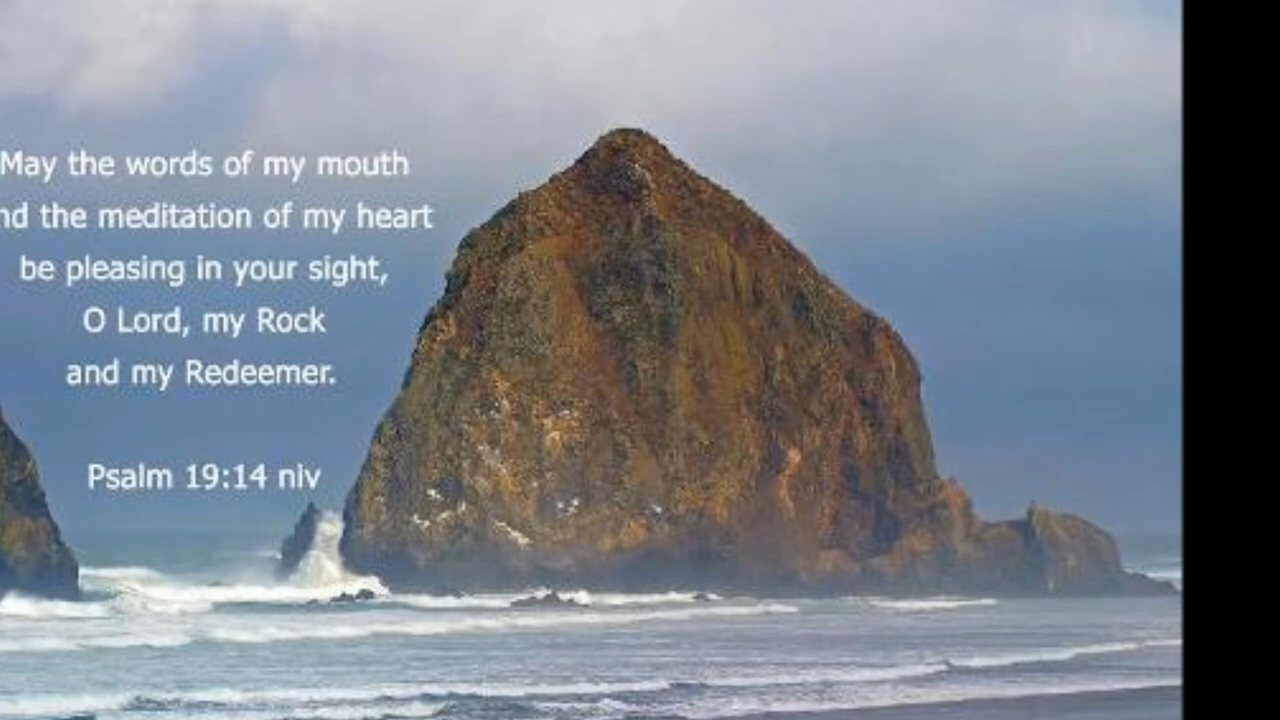 May the words of my mouth
nd the meditation of my heart
be pleasing in your sight,
O Lord, my Rock
and my Redeemer.
Psalm 19:14 niv